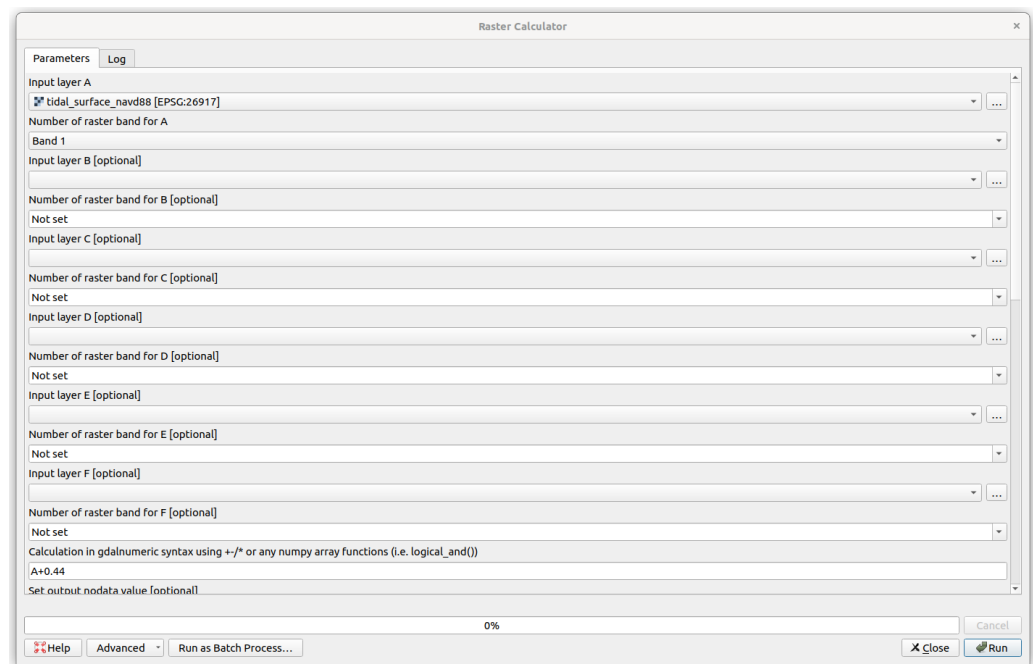 Raster Calculator
Parameters Log
Input layer A
tidal_surface_navd88 [EPSG:26917]
...
Number of raster band for A
Band 1
Input layer B [optional]
...
Number of raster band for B [optional]
Not set
Input layer C [optional]
...
Number of raster band for C [optional]
Not set
Input layer D [optional]
...
Number of raster band for D [optional]
Not set
Input layer E [optional]
...
Number of raster band for E [optional]
Not set
Input layer F [optional]
...
Number of raster band for F [optional]
Not set
Calculation in gdalnumeric syntax using +-/* or any numpy array functions (i.e. logical_and())
A+0.44
Set output nodata value [optional]
0% Cancel
Help Advanced Run as Batch Process... Close Run